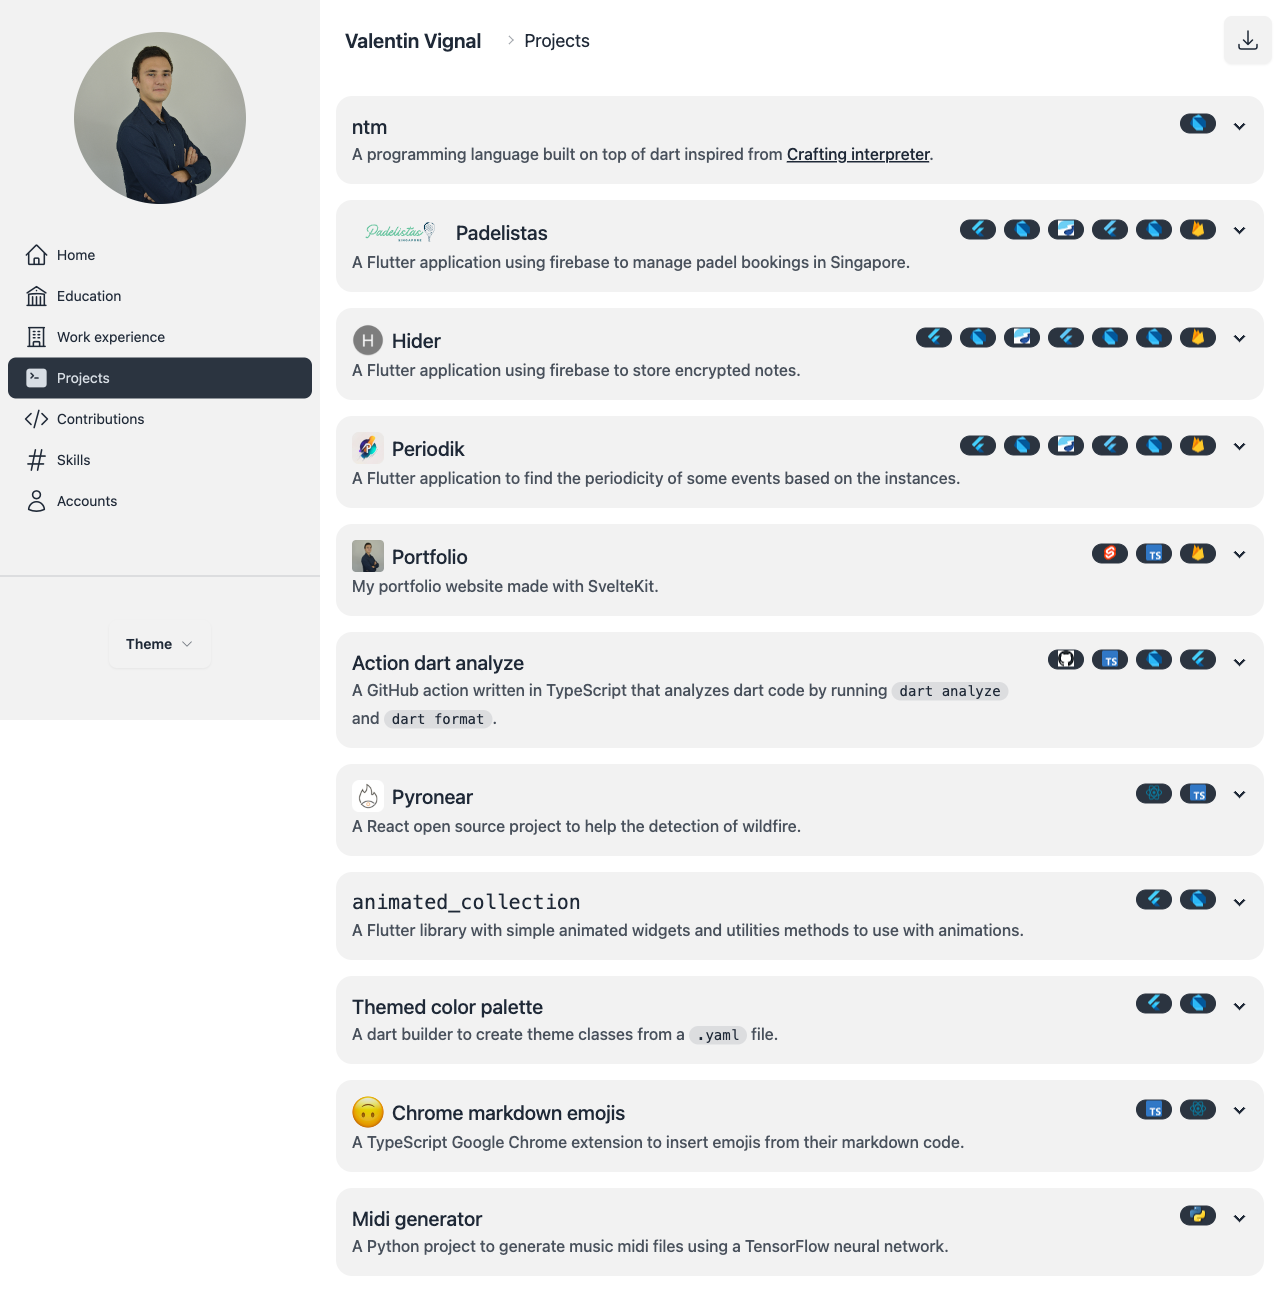 Valentin Vignal
Projects
Home
Education
Work experience
Projects
Contributions
Skills
Accounts
Theme
ntm
A programming language built on top of dart inspired from Crafting interpreter.
Padelistas
SINGAPORE
Padelistas
A Flutter application using firebase to manage padel bookings in Singapore.
H
Hider
A Flutter application using firebase to store encrypted notes.
Periodik
A Flutter application to find the periodicity of some events based on the instances.
Portfolio
TS
My portfolio website made with SvelteKit.
Action dart analyze
TS
A GitHub action written in TypeScript that analyzes dart code by running dart analyze
and dart format.
Pyronear
TS
A React open source project to help the detection of wildfire.
animated_collection
A Flutter library with simple animated widgets and utilities methods to use with animations.
Themed color palette
A dart builder to create theme classes from a .yaml file.
Chrome markdown emojis
TS
A TypeScript Google Chrome extension to insert emojis from their markdown code.
Midi generator
A Python project to generate music midi files using a TensorFlow neural network.